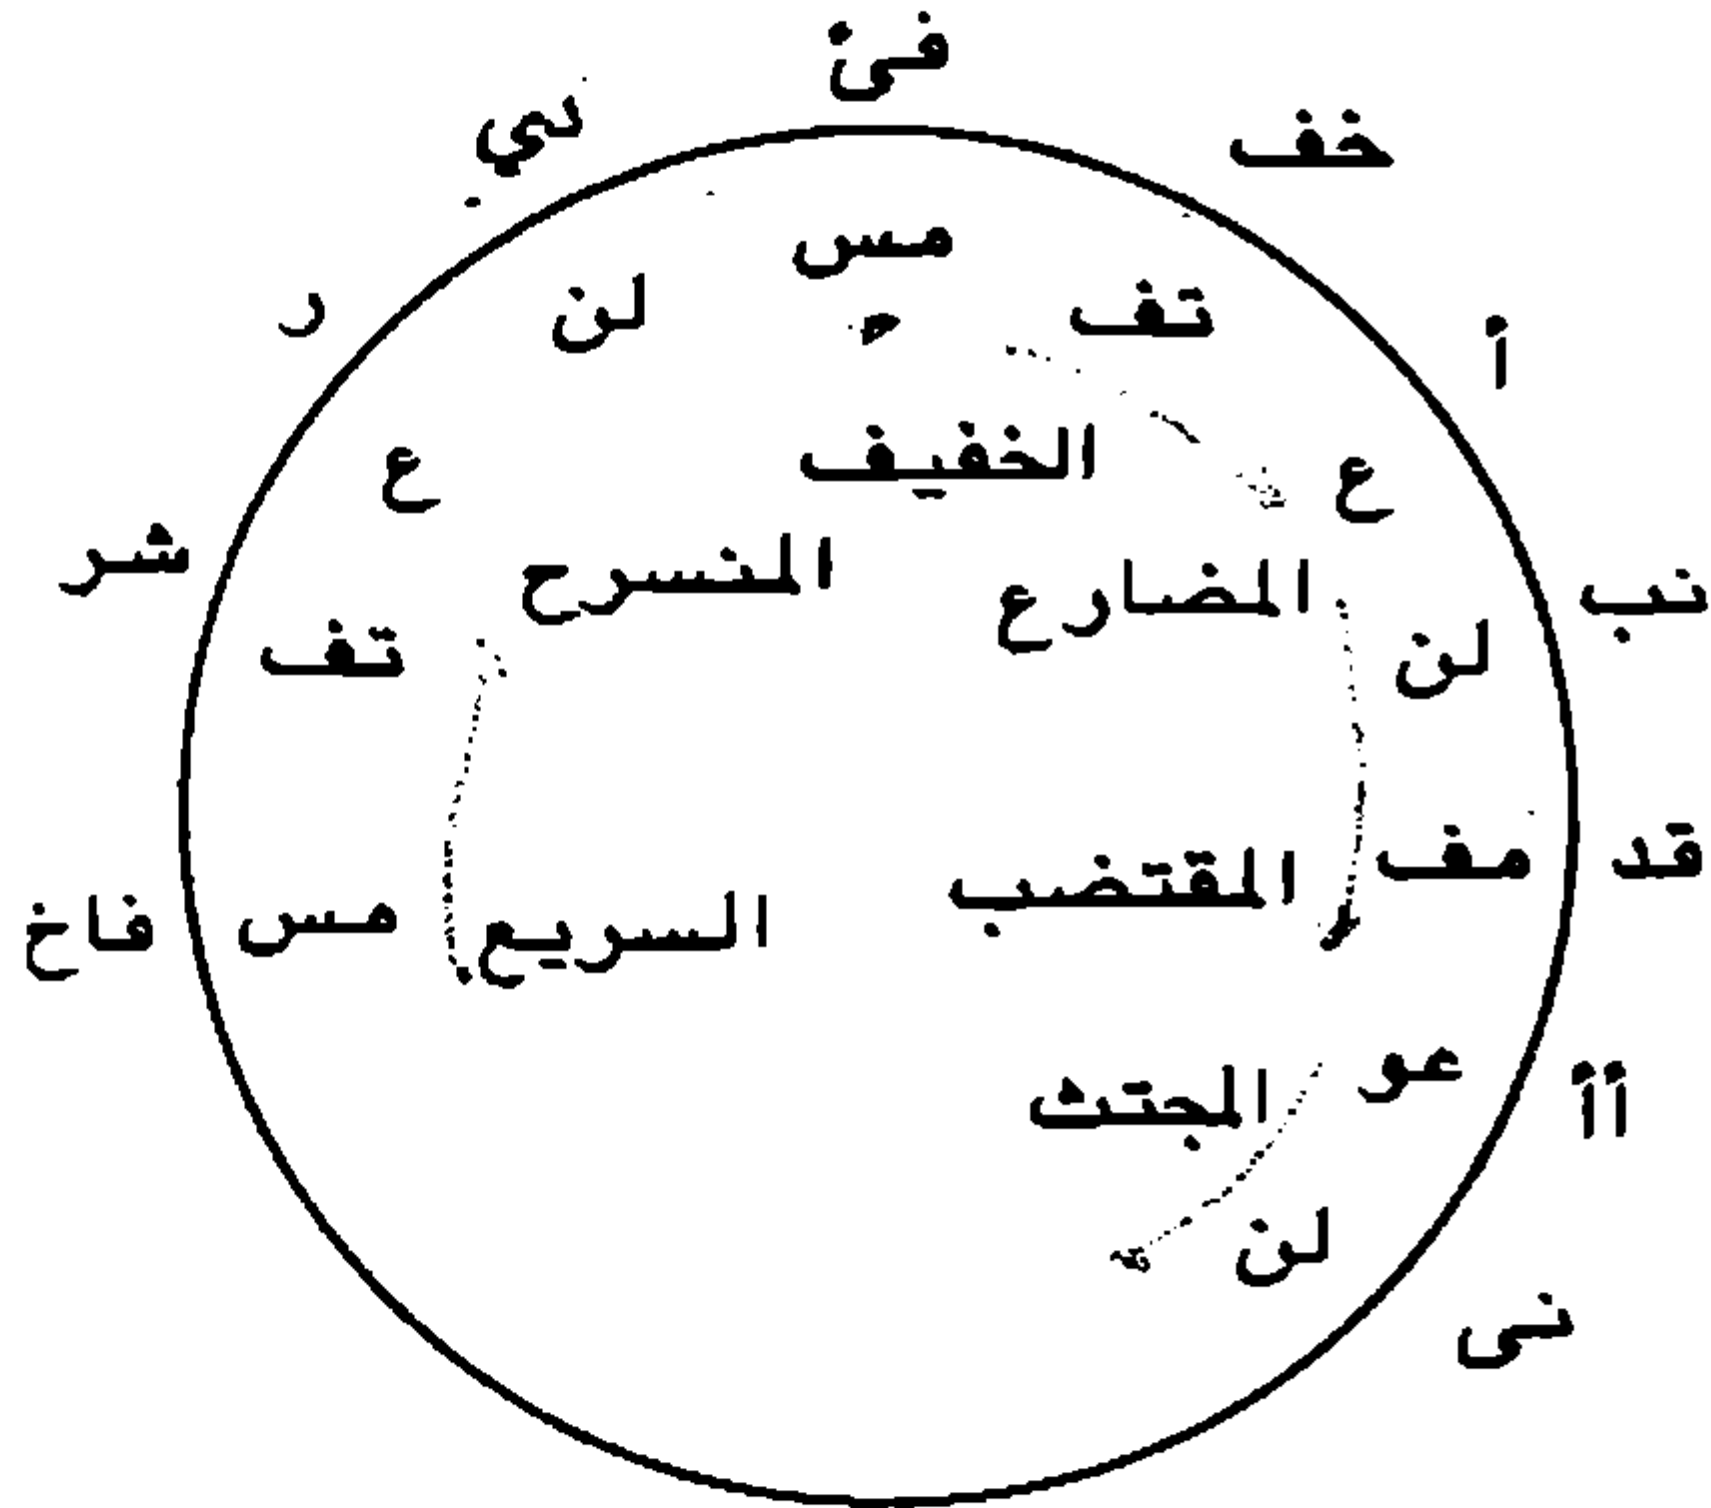 فىْ
سي
خف
ر
أ
شر
نب
فاخ
قد
أأ
نى
مس
تف
ع
لن
مس
تف
ع
لن
مف
عو
لن
الخفيف
المنسرح
المضارع
السريع
المقتضب
المجتث